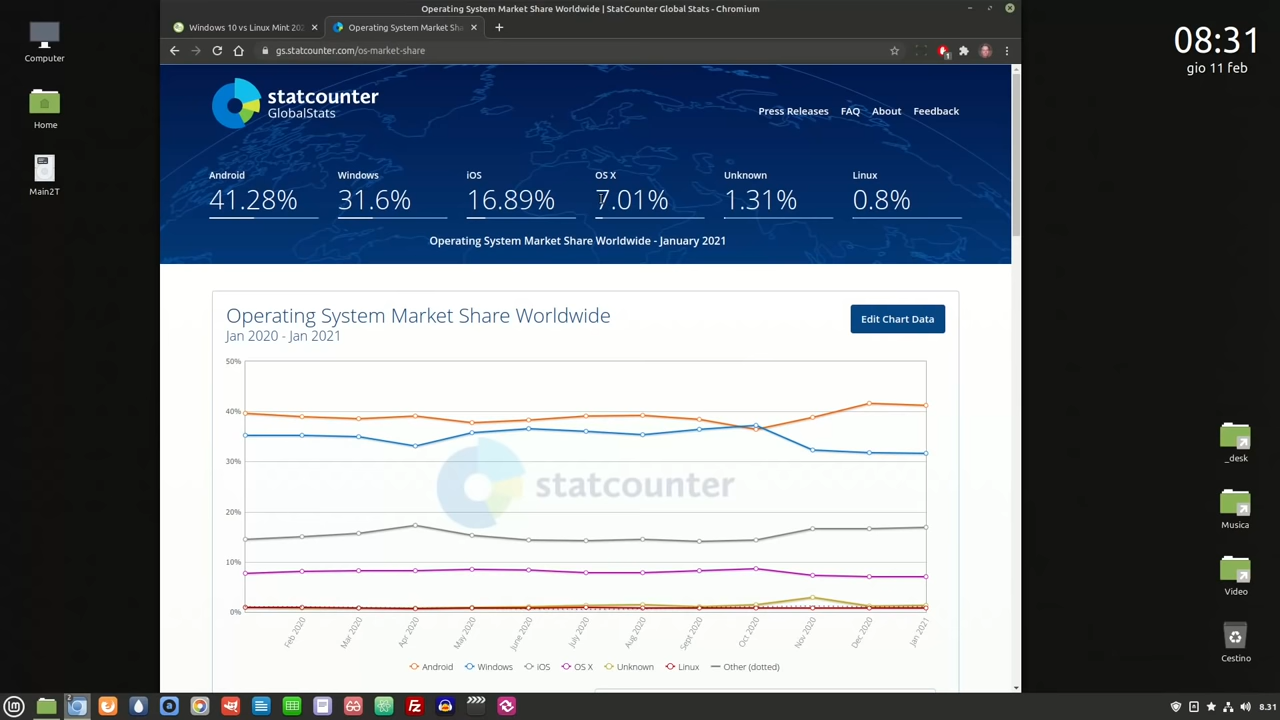 Operating System Market Share Worldwide | StatCounter Global Stats - Chromium
Windows 10 vs Linux Mint 202
Operating System Market Sha
gs.statcounter.com/os-market-share
Computer
Home
Main2T
08:31
gio 11 feb
statcounter
GlobalStats
Press Releases FAQ About Feedback
Android Windows iOS OS X Unknown Linux
41.28% 31.6% 16.89% 7.01% 1.31% 0.8%
Operating System Market Share Worldwide - January 2021
Operating System Market Share Worldwide
Jan 2020 - Jan 2021
Edit Chart Data
50%
40%
30%
20%
10%
0%
statcounter
Feb 2020 Mar 2020 Apr 2020 May 2020 June 2020 July 2020 Aug 2020 Sept 2020 Oct 2020 Nov 2020 Dec 2020 Jan 2021
Android Windows iOS OS X Unknown Linux Other (dotted)
_desk
Musica
Video
Cestino
2
8.31